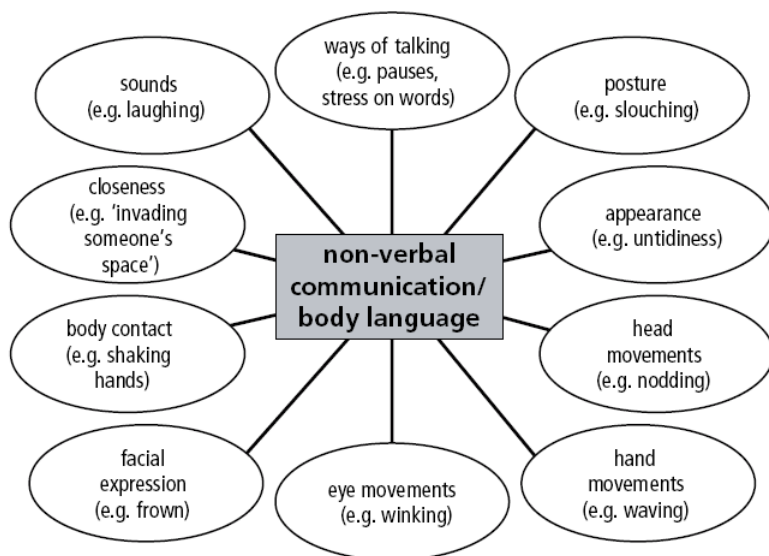 ways of talking
(e.g. pauses,
stress on words)
sounds
(e.g. laughing)
posture
(e.g. slouching)
closeness
(e.g. ‘invading
someone’s
space’)
appearance
(e.g. untidiness)
non-verbal
communication/
body language
body contact
(e.g. shaking
hands)
head
movements
(e.g. nodding)
facial
expression
(e.g. frown)
eye movements
(e.g. winking)
hand
movements
(e.g. waving)